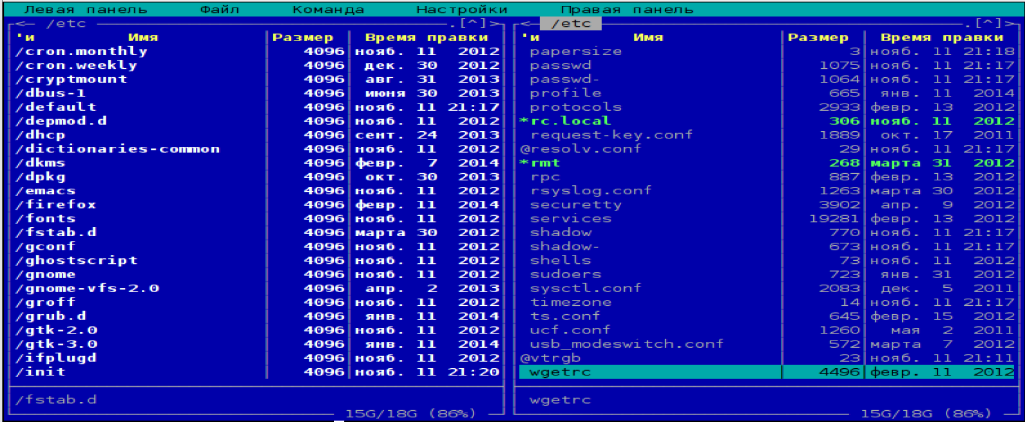 Левая панель Файл Команда Настройки Правая панель
<— /etc .[^]>
'и Имя Размер Время правки
/cron.monthly 4096 нояб. 11 2012
/cron.weekly 4096 дек. 30 2012
/cryptmount 4096 авг. 31 2013
/dbus-1 4096 июня 30 2013
/default 4096 нояб. 11 21:17
/depmod.d 4096 нояб. 11 2012
/dhcp 4096 сент. 24 2013
/dictionaries-common 4096 нояб. 11 2012
/dkms 4096 февр. 7 2014
/dpkg 4096 окт. 30 2013
/emacs 4096 нояб. 11 2012
/firefox 4096 февр. 11 2014
/fonts 4096 нояб. 11 2012
/fstab.d 4096 марта 30 2012
/gconf 4096 нояб. 11 2012
/ghostscript 4096 нояб. 11 2012
/gnome 4096 нояб. 11 2012
/gnome-vfs-2.0 4096 апр. 2 2013
/groff 4096 нояб. 11 2012
/grub.d 4096 янв. 11 2014
/gtk-2.0 4096 нояб. 11 2012
/gtk-3.0 4096 янв. 11 2014
/ifplugd 4096 нояб. 11 2012
/init 4096 нояб. 11 21:20
/fstab.d
15G/18G (86%)
<— /etc .[^]>
'и Имя Размер Время правки
papersize 3 нояб. 11 21:18
passwd 1075 нояб. 11 21:17
passwd- 1064 нояб. 11 21:17
profile 665 янв. 11 2014
protocols 2933 февр. 13 2012
*rc.local 306 нояб. 11 2012
request-key.conf 1889 окт. 17 2011
@resolv.conf 29 нояб. 11 21:17
*rmt 268 марта 31 2012
rpc 887 февр. 13 2012
rsyslog.conf 1263 марта 30 2012
securetty 3902 апр. 9 2012
services 19281 февр. 13 2012
shadow 770 нояб. 11 21:17
shadow- 673 нояб. 11 21:17
shells 73 нояб. 11 2012
sudoers 723 янв. 31 2012
sysctl.conf 2083 дек. 5 2011
timezone 14 нояб. 11 21:17
ts.conf 645 февр. 15 2012
ucf.conf 1260 мая 2 2011
usb_modeswitch.conf 572 марта 7 2012
@vtrgb 23 нояб. 11 21:11
wgetrc 4496 февр. 11 2012
wgetrc
15G/18G (86%)